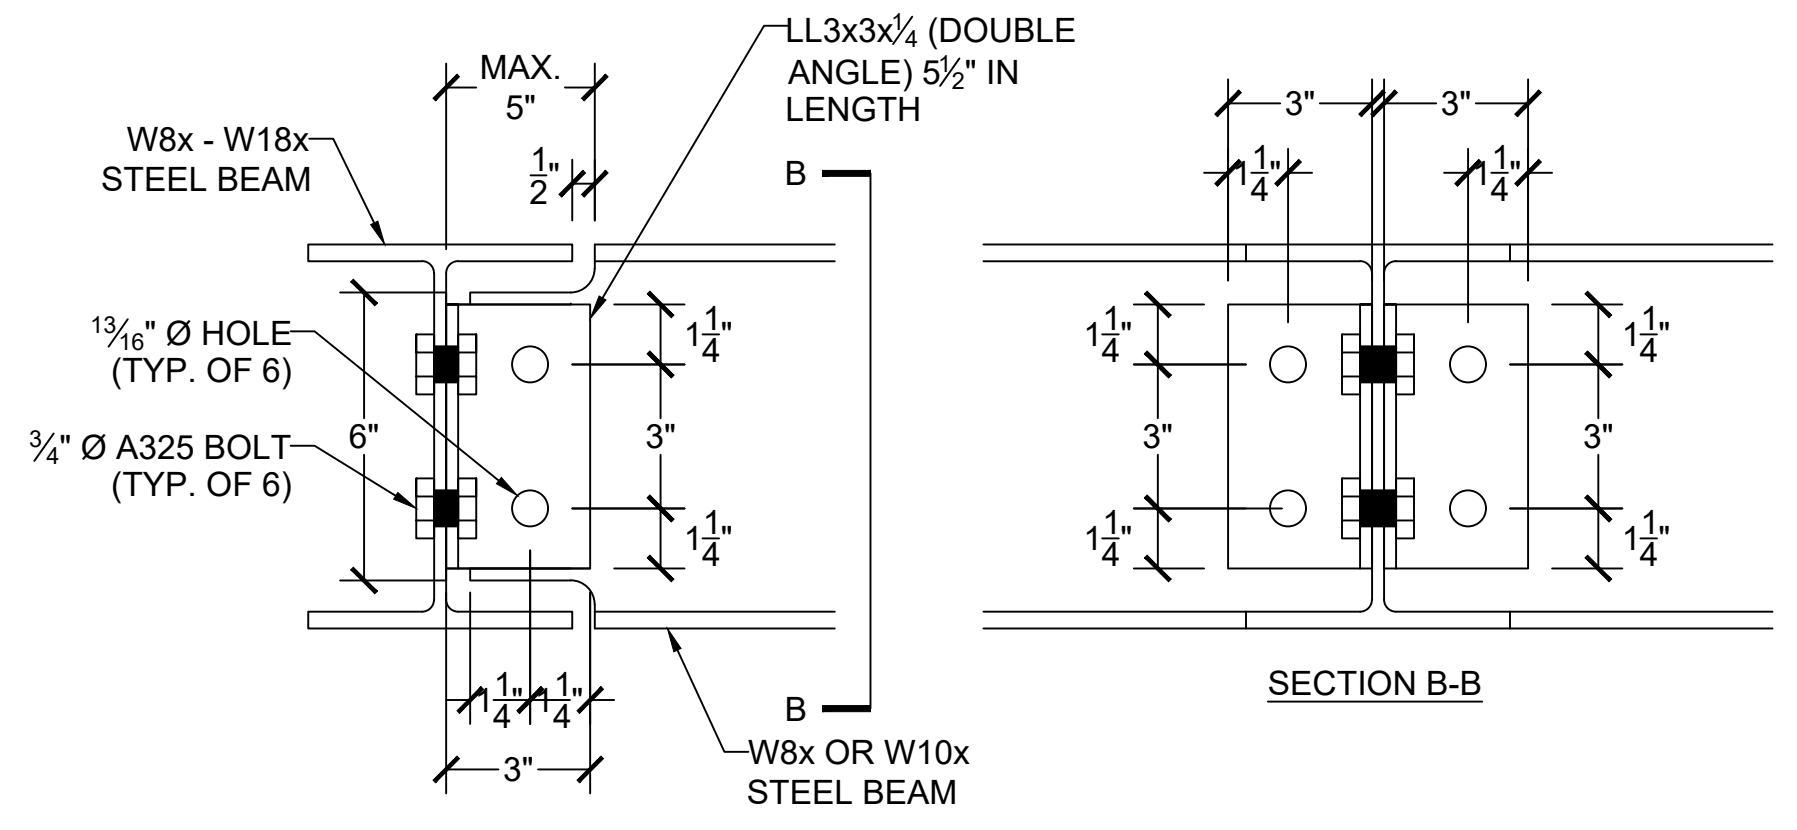 LL3x3x¼ (DOUBLE
ANGLE) 5½" IN
LENGTH
MAX.
5"
½"
W8x - W18x
STEEL BEAM
B
¹³⁄₁₆" Ø HOLE
(TYP. OF 6)
¾" Ø A325 BOLT
(TYP. OF 6)
6"
1¼"
3"
1¼"
1¼" 1¼"
3"
B
W8x OR W10x
STEEL BEAM
3" 3"
1¼" 1¼"
1¼" 1¼"
3" 3"
1¼" 1¼"
SECTION B-B